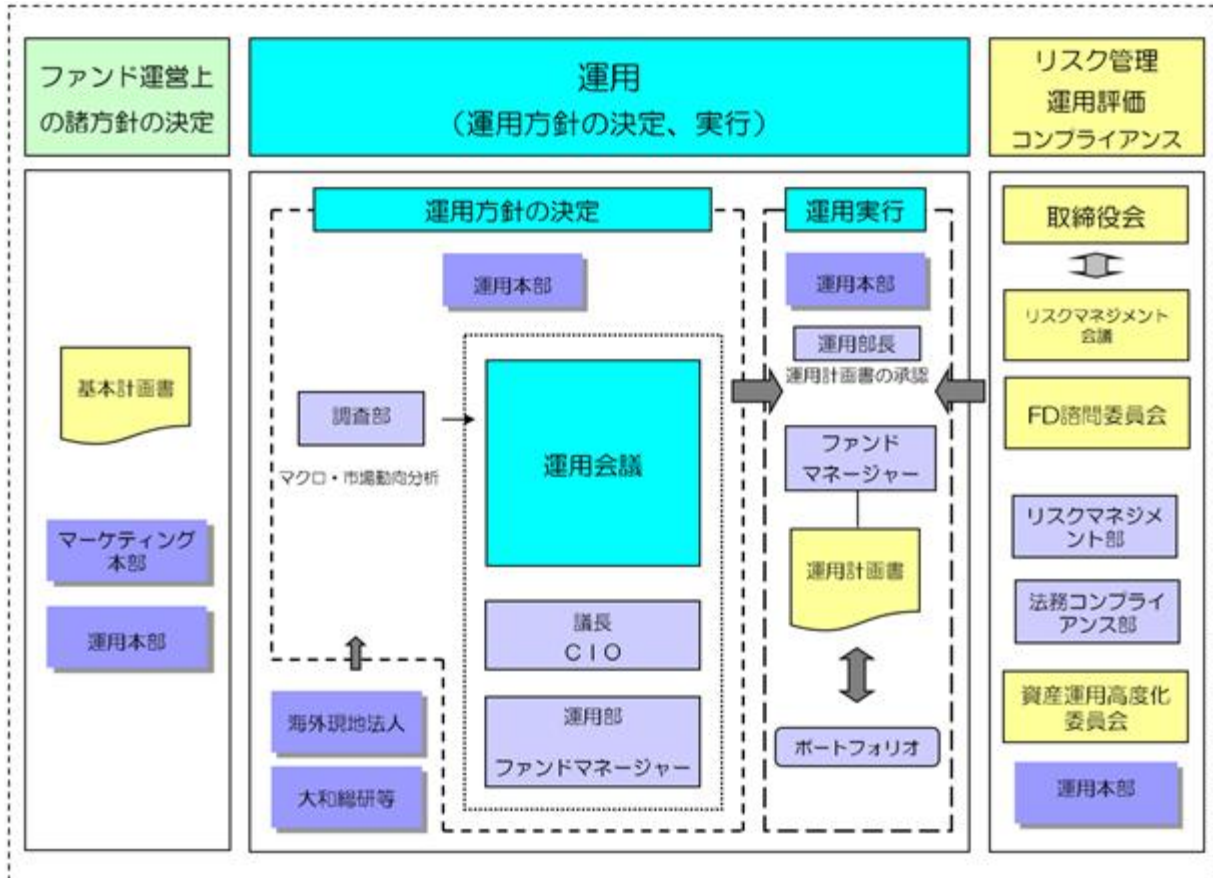 ファンド運営上
の諸方針の決定
運用
（運用方針の決定、実行）
リスク管理
運用評価
コンプライアンス
基本計画書
マーケティング
本部
運用本部
運用方針の決定
運用本部
調査部
マクロ・市場動向分析
運用会議
議長
ＣＩＯ
運用部
ファンドマネージャー
海外現地法人
大和総研等
運用実行
運用本部
運用部長
運用計画書の承認
ファンド
マネージャー
運用計画書
ポートフォリオ
取締役会
リスクマネジメント
会議
FD諮問委員会
リスクマネジメ
ント部
法務コンプライ
アンス部
資産運用高度化
委員会
運用本部